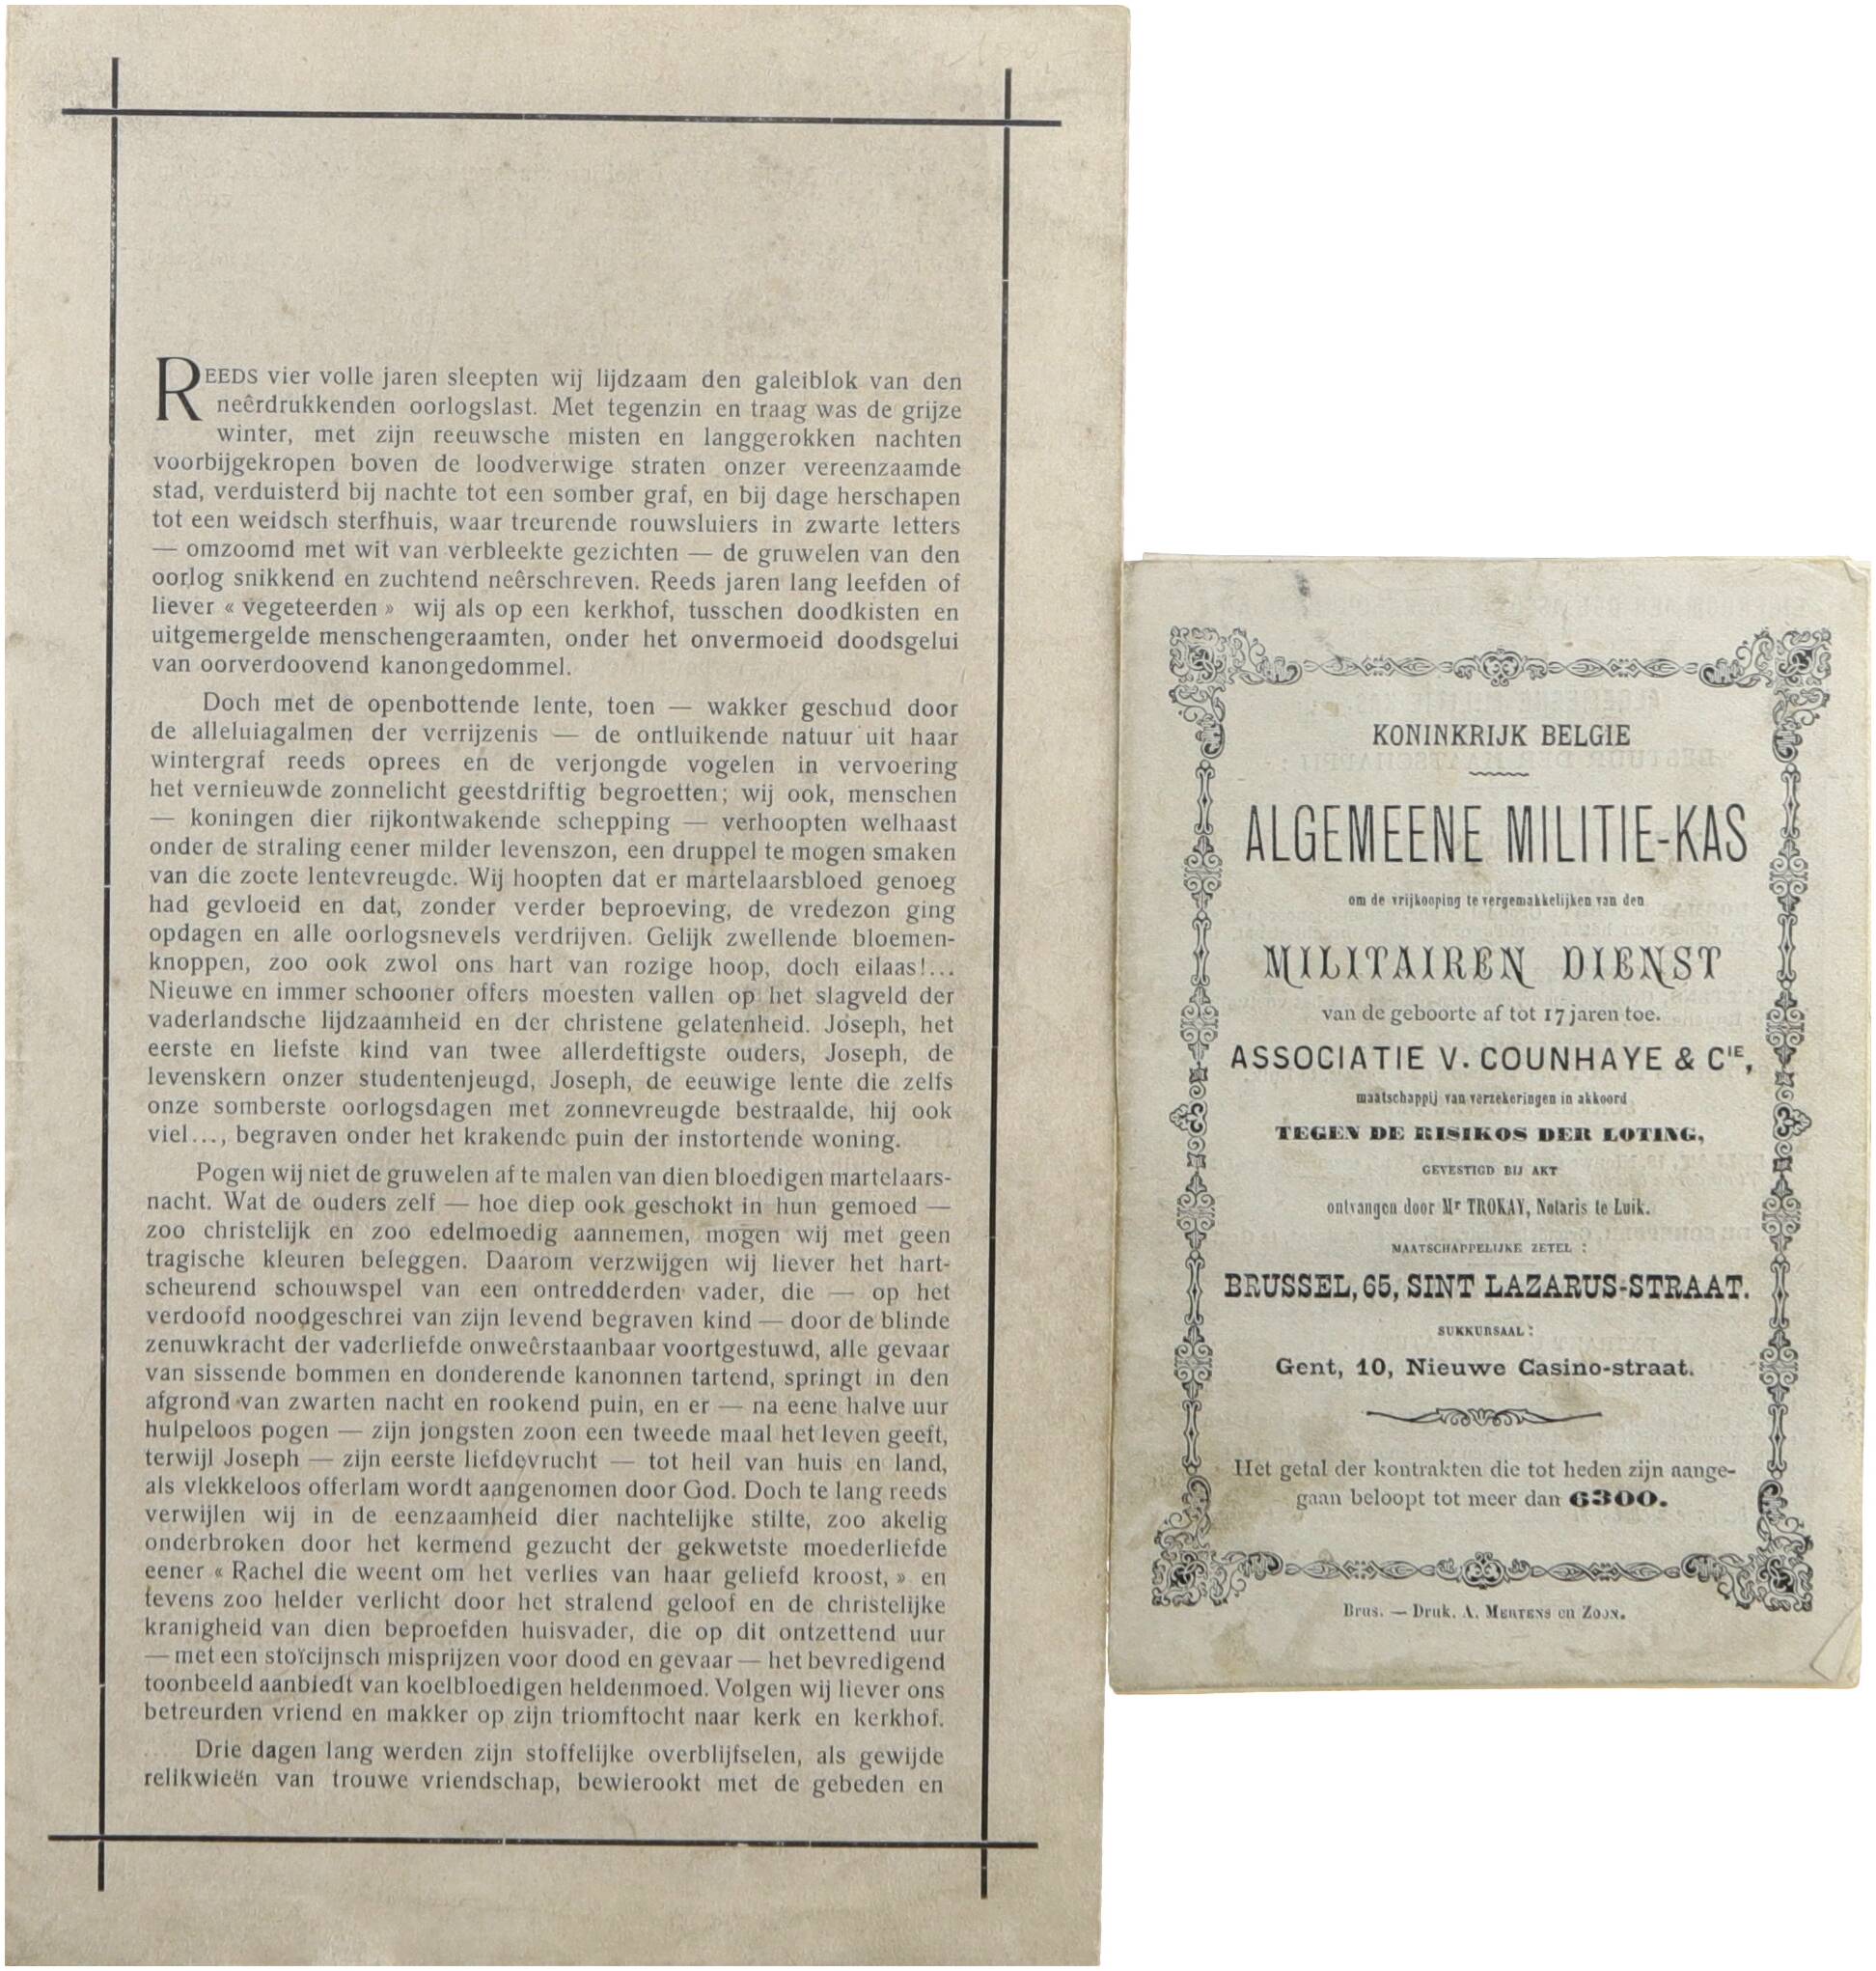 REEDS vier volle jaren sleepten wij lijdzaam den galeiblok van den
neêrdrukkenden oorlogslast. Met tegenzin en traag was de grijze
winter, met zijn reeuwsche misten en langgerokken nachten
voorbijgekropen boven de loodverwige straten onzer vereenzaamde
stad, verduisterd bij nachte tot een somber graf, en bij dage herschapen
tot een weidsch sterfhuis, waar treurende rouwsluiers in zwarte letters
— omzoomd met wit van verbleekte gezichten — de gruwelen van den
oorlog snikkend en zuchtend neêrschreven. Reeds jaren lang leefden of
liever « vegeteerden » wij als op een kerkhof, tusschen doodkisten en
uitgemergelde menschengeraamten, onder het onvermoeid doodsgelui
van oorverdoovend kanongedommel.
Doch met de openbottende lente, toen — wakker geschud door
de alleluiagalmen der verrijzenis — de ontluikende natuur uit haar
wintergraf reeds oprees en de verjongde vogelen in vervoering
het vernieuwde zonnelicht geestdriftig begroetten; wij ook, menschen
— koningen dier rijkontwakende schepping — verhoopten welhaast
onder de straling eener milder levenszon, een druppel te mogen smaken
van die zoete lentevreugde. Wij hoopten dat er martelaarsbloed genoeg
had gevloeid en dat, zonder verder beproeving, de vredezon ging
opdagen en alle oorlogsnevels verdrijven. Gelijk zwellende bloemen-
knoppen, zoo ook zwol ons hart van rozige hoop, doch eilaas!...
Nieuwe en immer schooner offers moesten vallen op het slagveld der
vaderlandsche lijdzaamheid en der christene gelatenheid. Joseph, het
eerste en liefste kind van twee allerdeftigste ouders, Joseph, de
levenskern onzer studentenjeugd, Joseph, de eeuwige lente die zelfs
onze somberste oorlogsdagen met zonnevreugde bestraalde, hij ook
viel..., begraven onder het krakende puin der instortende woning.
Pogen wij niet de gruwelen af te malen van dien bloedigen martelaars-
nacht. Wat de ouders zelf — hoe diep ook geschokt in hun gemoed —
zoo christelijk en zoo edelmoedig aannemen, mogen wij met geen
tragische kleuren beleggen. Daarom verzwijgen wij liever het hart-
scheurend schouwspel van een ontredderden vader, die — op het
verdoofd noodgeschrei van zijn levend begraven kind — door de blinde
zenuwkracht der vaderliefde onweêrstaanbaar voortgestuwd, alle gevaar
van sissende bommen en donderende kanonnen tartend, springt in den
afgrond van zwarten nacht en rookend puin, en er — na eene halve uur
hulpeloos pogen — zijn jongsten zoon een tweede maal het leven geeft,
terwijl Joseph — zijn eerste liefdevrucht — tot heil van huis en land,
als vlekkeloos offerlam wordt aangenomen door God. Doch te lang reeds
verwijlen wij in de eenzaamheid dier nachtelijke stilte, zoo akelig
onderbroken door het kermend gezucht der gekwetste moederliefde
eener « Rachel die weent om het verlies van haar geliefd kroost, » en
tevens zoo helder verlicht door het stralend geloof en de christelijke
kranigheid van dien beproefden huisvader, die op dit ontzettend uur
— met een stoïcijnsch misprijzen voor dood en gevaar — het bevredigend
toonbeeld aanbiedt van koelbloedigen heldenmoed. Volgen wij liever ons
betreurden vriend en makker op zijn triomftocht naar kerk en kerkhof.
Drie dagen lang werden zijn stoffelijke overblijfselen, als gewijde
relikwieën van trouwe vriendschap, bewierookt met de gebeden en
KONINKRIJK BELGIE
ALGEMEENE MILITIE-KAS
om de vrijkooping te vergemakkelijken van den
MILITAIREN DIENST
van de geboorte af tot 17 jaren toe.
ASSOCIATIE V. COUNHAYE & CIE,
maatschappij van verzekeringen in akkoord
TEGEN DE RISIKOS DER LOTING,
GEVESTIGD BIJ AKT
ontvangen door Mr TROKAY, Notaris te Luik.
MAATSCHAPPELIJKE ZETEL :
BRUSSEL, 65, SINT LAZARUS-STRAAT.
SUKKURSAAL :
Gent, 10, Nieuwe Casino-straat.
Het getal der kontrakten die tot heden zijn aange-
gaan beloopt tot meer dan 6300.
Brus. — Druk. A. MERTENS en ZOON.